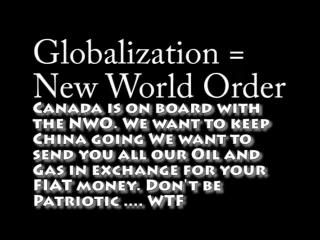 Globalization =
New World Order
Canada is on board with
the NWO. We want to keep
China going We want to
send you all our Oil and
Gas in exchange for your
FIAT money. Don't be
Patriotic .... WTF